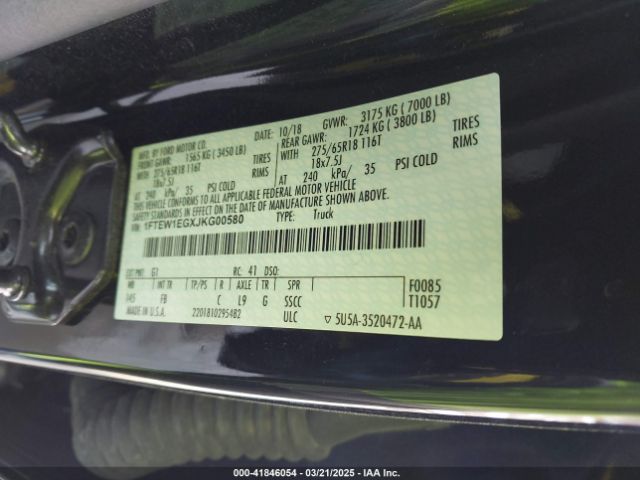 MFD. BY FORD MOTOR CO.
DATE: 10/18 GVWR: 3175 KG ( 7000 LB)
FRONT GAWR: 1565 KG ( 3450 LB)
REAR GAWR: 1724 KG ( 3800 LB)
WITH 275/65R18 116T TIRES
WITH 275/65R18 116T TIRES
18x7.5J RIMS
18x7.5J RIMS
AT 240 kPa/ 35 PSI COLD
AT 240 kPa/ 35 PSI COLD
THIS VEHICLE CONFORMS TO ALL APPLICABLE FEDERAL MOTOR VEHICLE
SAFETY STANDARDS IN EFFECT ON THE DATE OF MANUFACTURE SHOWN ABOVE.
VIN: 1FTEW1EGXJKG00580 TYPE: Truck
EXT PNT: G1 RC: 41 DSO:
WB INT TR TP/PS R AXLE TR SPR
145 FB C L9 G SSCC
F0085
T1057
MADE IN U.S.A. 22018102954B2 ULC ▽ 5U5A-3520472-AA
000-41846054 - 03/21/2025 - IAA Inc.